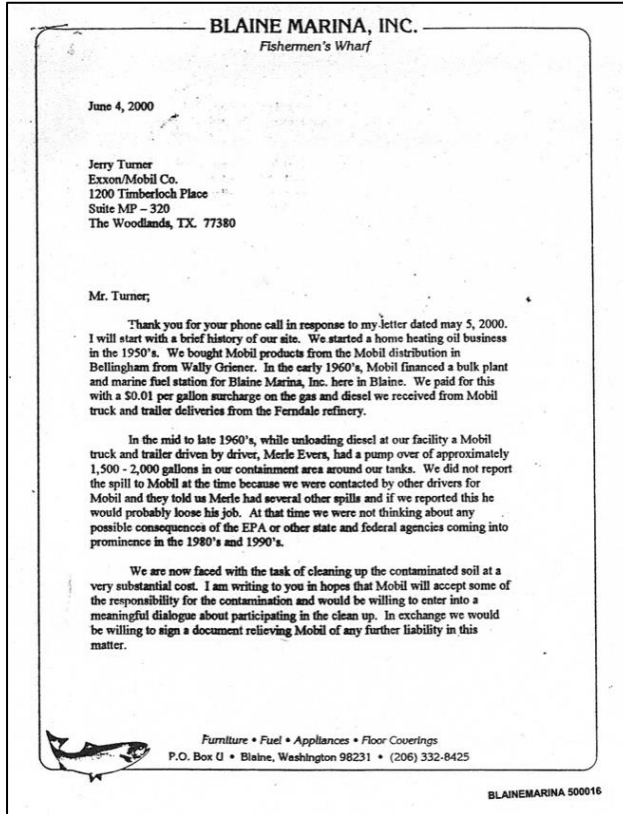 BLAINE MARINA, INC.
Fishermen's Wharf
June 4, 2000
Jerry Turner
Exxon/Mobil Co.
1200 Timberloch Place
Suite MP – 320
The Woodlands, TX. 77380
Mr. Turner;
Thank you for your phone call in response to my letter dated may 5, 2000.
I will start with a brief history of our site. We started a home heating oil business
in the 1950's. We bought Mobil products from the Mobil distribution in
Bellingham from Wally Griener. In the early 1960's, Mobil financed a bulk plant
and marine fuel station for Blaine Marina, Inc. here in Blaine. We paid for this
with a $0.01 per gallon surcharge on the gas and diesel we received from Mobil
truck and trailer deliveries from the Ferndale refinery.
In the mid to late 1960's, while unloading diesel at our facility a Mobil
truck and trailer driven by driver, Merle Evers, had a pump over of approximately
1,500 - 2,000 gallons in our containment area around our tanks. We did not report
the spill to Mobil at the time because we were contacted by other drivers for
Mobil and they told us Merle had several other spills and if we reported this he
would probably loose his job. At that time we were not thinking about any
possible consequences of the EPA or other state and federal agencies coming into
prominence in the 1980's and 1990's.
We are now faced with the task of cleaning up the contaminated soil at a
very substantial cost. I am writing to you in hopes that Mobil will accept some of
the responsibility for the contamination and would be willing to enter into a
meaningful dialogue about participating in the clean up. In exchange we would
be willing to sign a document relieving Mobil of any further liability in this
matter.
Furniture • Fuel • Appliances • Floor Coverings
P.O. Box U • Blaine, Washington 98231 • (206) 332-8425
BLAINEMARINA 500016